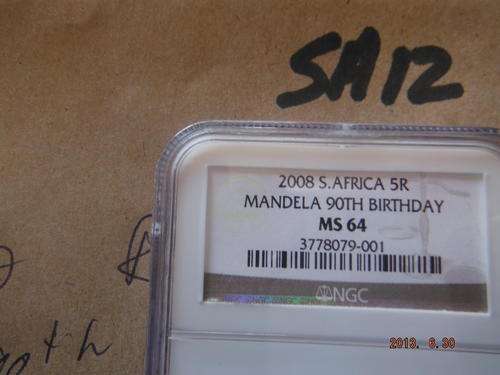 SA12
2008 S.AFRICA 5R
MANDELA 90TH BIRTHDAY
MS 64
3778079-001
NGC
2013. 6.30